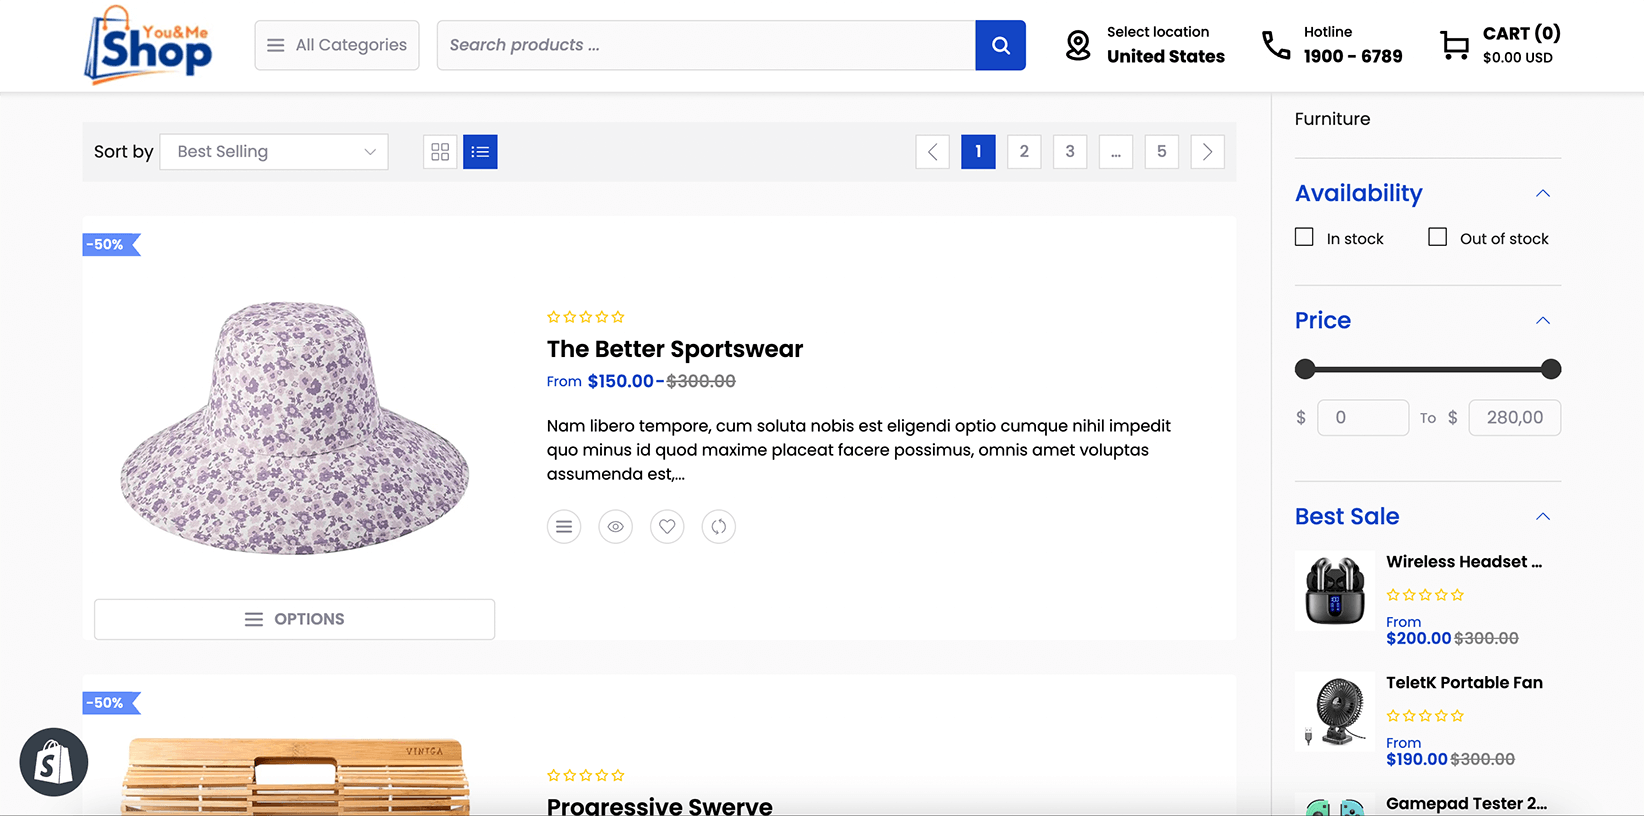 You&Me
Shop
All Categories
Search products ...
Select location
United States
Hotline
1900 - 6789
CART (0)
$0.00 USD
Sort by
Best Selling
1 2 3 ... 5
-50%
The Better Sportswear
From $150.00-$300.00
Nam libero tempore, cum soluta nobis est eligendi optio cumque nihil impedit
quo minus id quod maxime placeat facere possimus, omnis amet voluptas
assumenda est,...
OPTIONS
-50%
VINTGA
Progressive Swerve
Furniture
Availability
In stock
Out of stock
Price
$ 0 To $ 280,00
Best Sale
Wireless Headset ...
From
$200.00 $300.00
TeletK Portable Fan
From
$190.00 $300.00
Gamepad Tester 2...